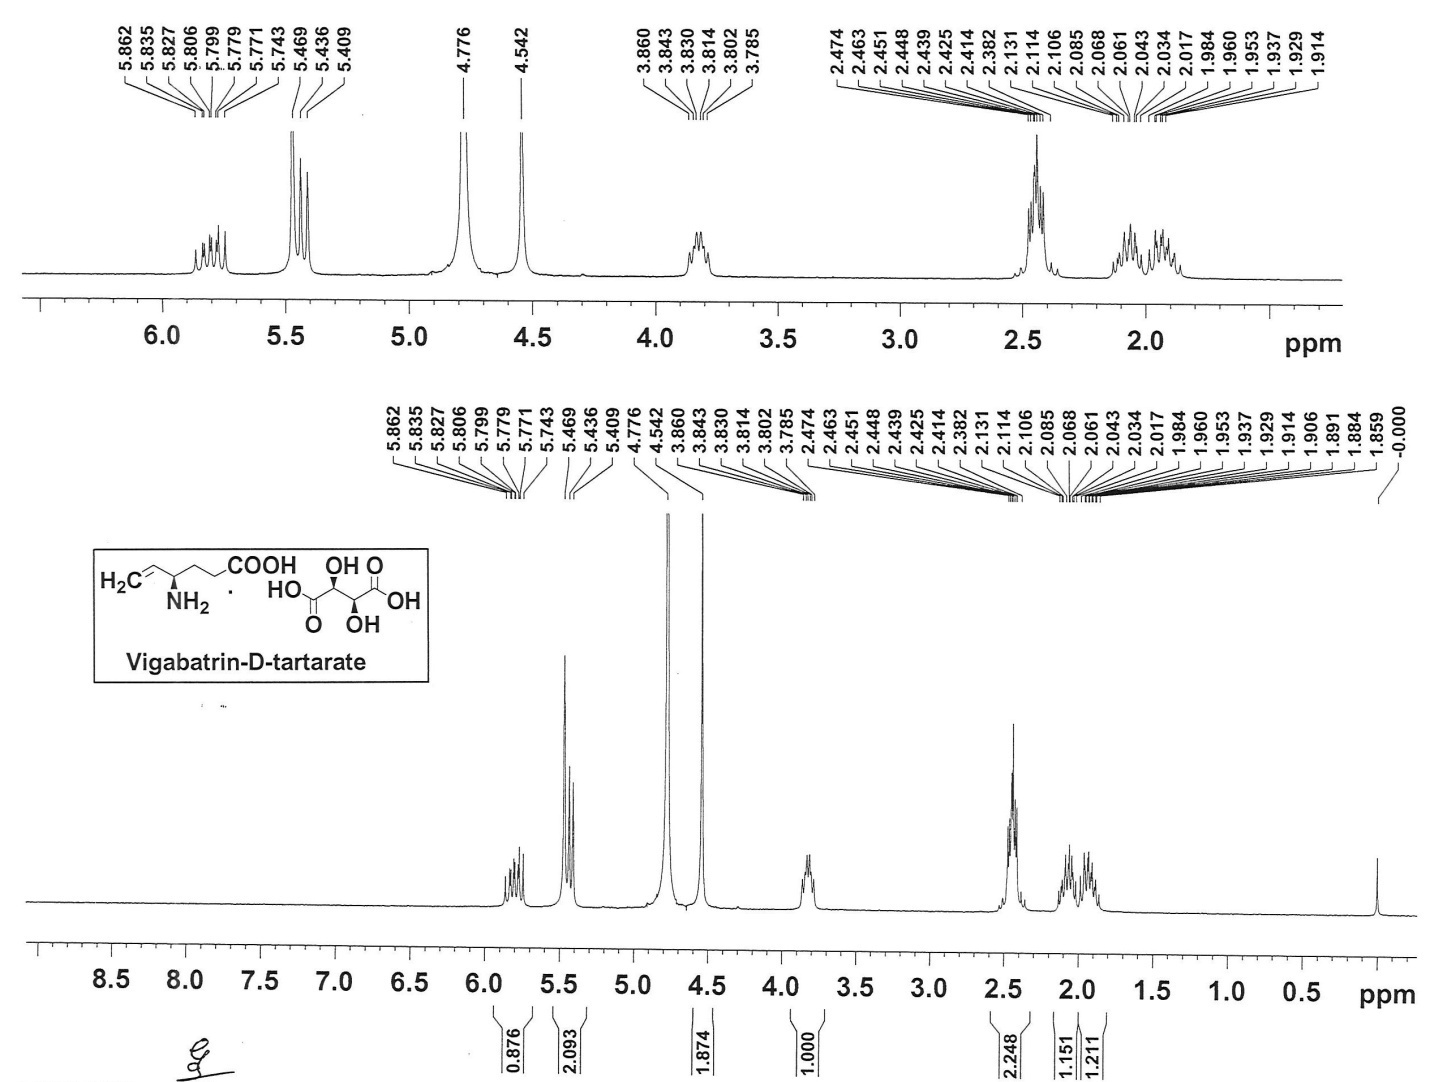 5.862 5.835 5.827 5.806 5.799 5.779 5.771 5.743 5.469 5.436 5.409 4.776 4.542 3.860 3.843 3.830 3.814 3.802 3.785 2.474 2.463 2.451 2.448 2.439 2.425 2.414 2.382 2.131 2.114 2.106 2.085 2.068 2.061 2.043 2.034 2.017 1.984 1.960 1.953 1.937 1.929 1.914
6.0 5.5 5.0 4.5 4.0 3.5 3.0 2.5 2.0 ppm
5.862 5.835 5.827 5.806 5.799 5.779 5.771 5.743 5.469 5.436 5.409 4.776 4.542 3.860 3.843 3.830 3.814 3.802 3.785 2.474 2.463 2.451 2.448 2.439 2.425 2.414 2.382 2.131 2.114 2.106 2.085 2.068 2.061 2.043 2.034 2.017 1.984 1.960 1.953 1.937 1.929 1.914 1.906 1.891 1.884 1.859 -0.000
COOH OH O
H₂C HO
NH₂ · OH
O OH
Vigabatrin-D-tartarate
8.5 8.0 7.5 7.0 6.5 6.0 5.5 5.0 4.5 4.0 3.5 3.0 2.5 2.0 1.5 1.0 0.5 ppm
0.876 2.093 1.874 1.000 2.248 1.151 1.211